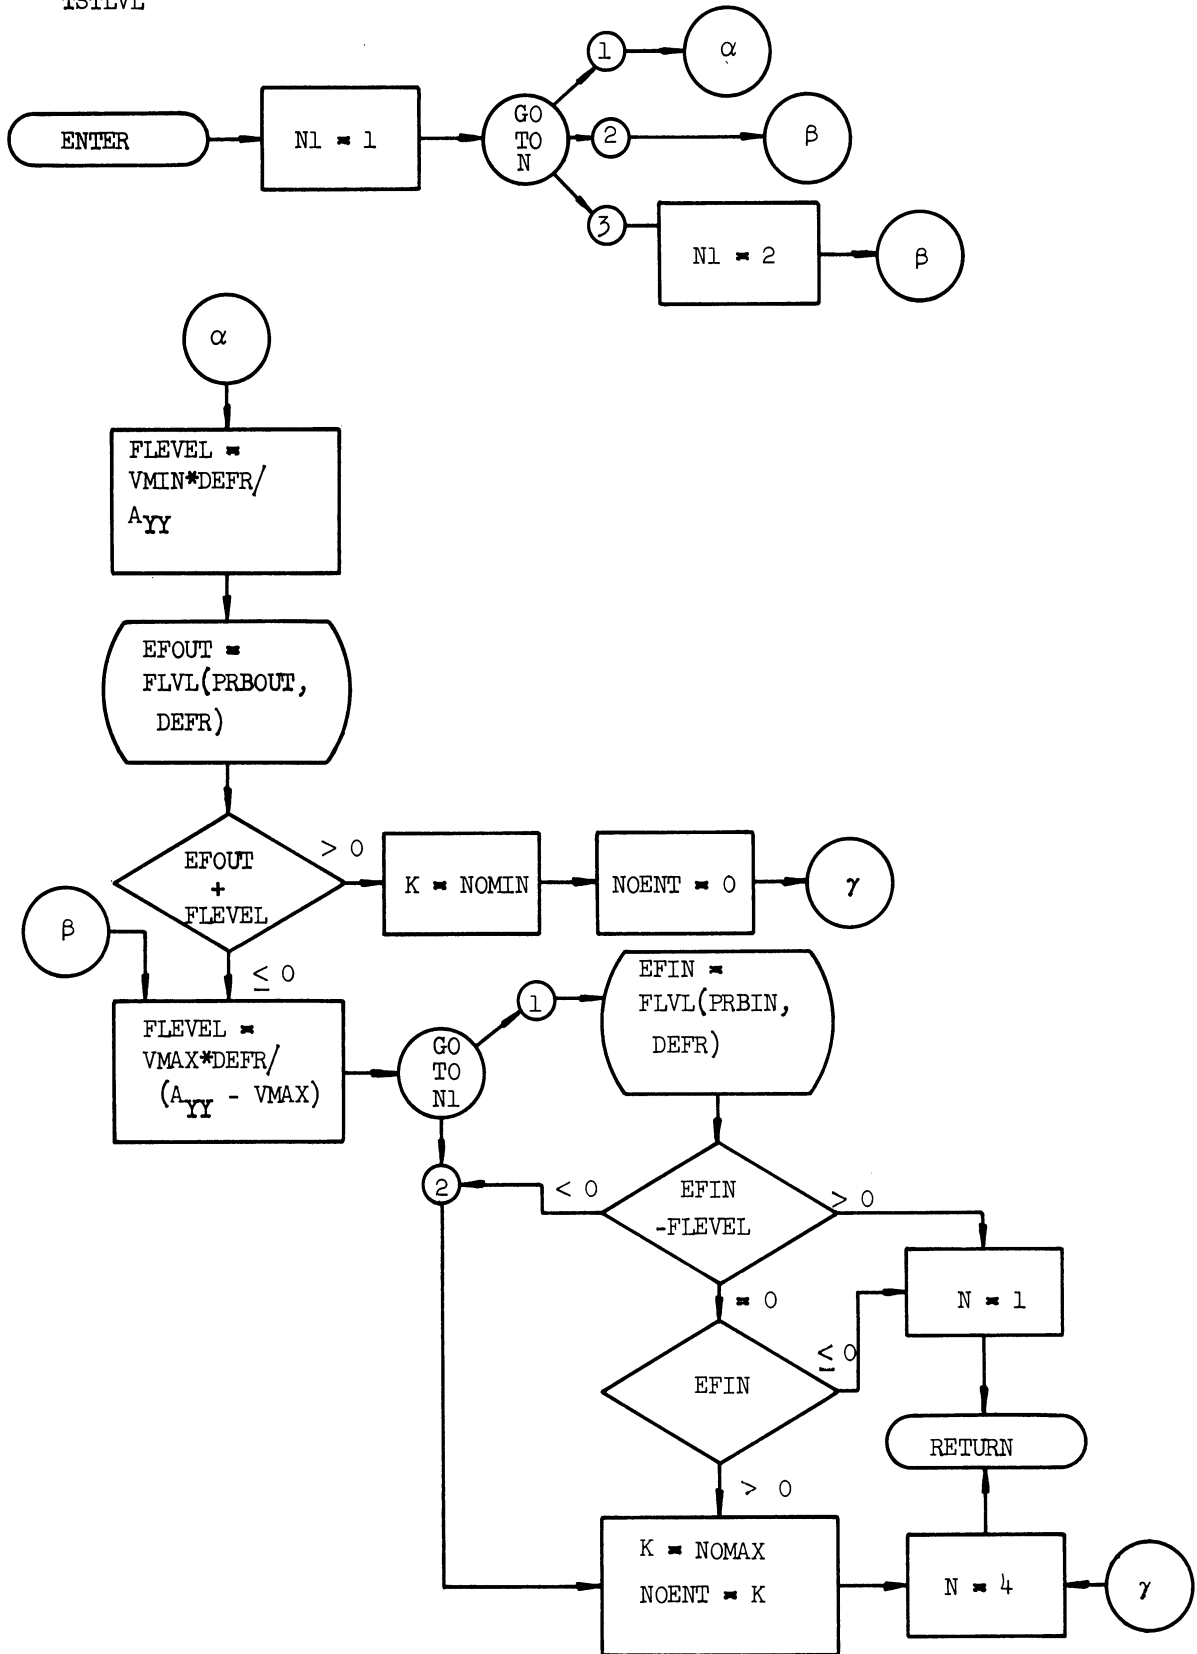 TSTLVL
ENTER
N1 = 1
GO
TO
N
1
α
2
β
3
N1 = 2
β
α
FLEVEL =
VMIN*DEFR/
AYY
EFOUT =
FLVL(PRBOUT,
DEFR)
EFOUT
+
FLEVEL
> 0
K = NOMIN
NOENT = 0
γ
β
≤ 0
FLEVEL =
VMAX*DEFR/
(AYY - VMAX)
GO
TO
N1
1
2
EFIN =
FLVL(PRBIN,
DEFR)
< 0
EFIN
-FLEVEL
> 0
= 0
N = 1
EFIN
≤ 0
RETURN
> 0
K = NOMAX
NOENT = K
N = 4
γ